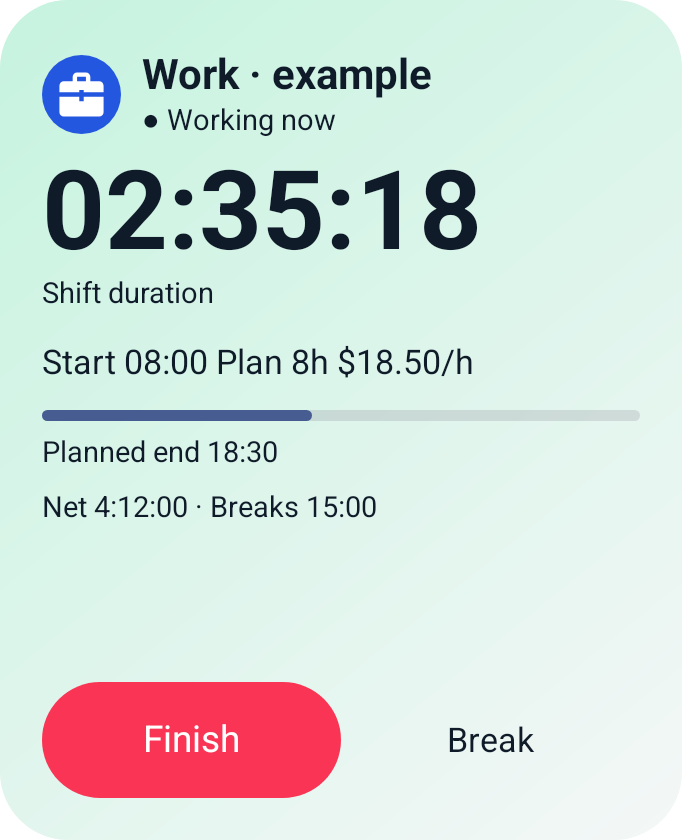 Work · example
● Working now
02:35:18
Shift duration
Start 08:00 Plan 8h $18.50/h
Planned end 18:30
Net 4:12:00 · Breaks 15:00
Finish
Break